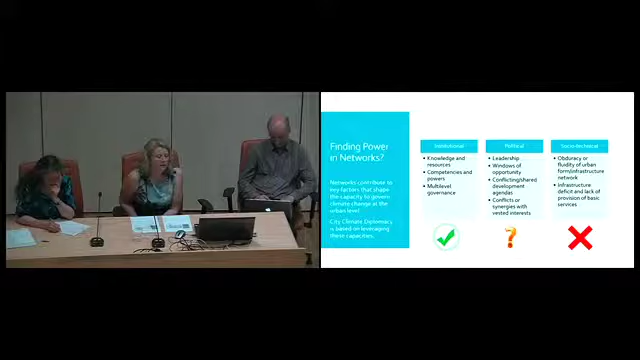 Finding Power
in Networks?
Networks contribute to
key factors that shape
the capacity to govern
climate change at the
urban level
City Climate Diplomacy
is based on leveraging
these capacities.
Institutional
• Knowledge and
resources
• Competencies and
powers
• Multilevel
governance
Political
• Leadership
• Windows of
opportunity
• Conflicting/shared
development
agendas
• Conflicts or
synergies with
vested interests
Socio-technical
• Obduracy or
fluidity of urban
form/infrastructure
network
• Infrastructure
deficit and lack of
provision of basic
services